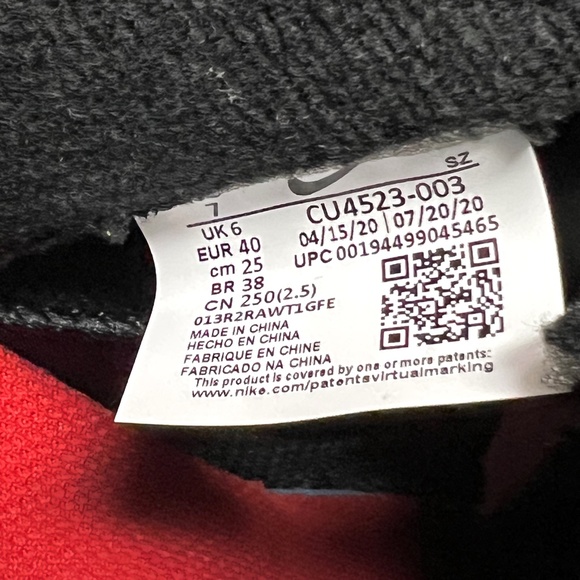 SZ
7
UK 6
EUR 40
cm 25
BR 38
CN 250(2.5)
CU4523-003
04/15/20 | 07/20/20
UPC 00194499045465
013R2RAWT1GFE
MADE IN CHINA
HECHO EN CHINA
FABRIQUE EN CHINE
FABRICADO NA CHINA
This product is covered by one or more patents:
www.nike.com/patentsvirtualmarking